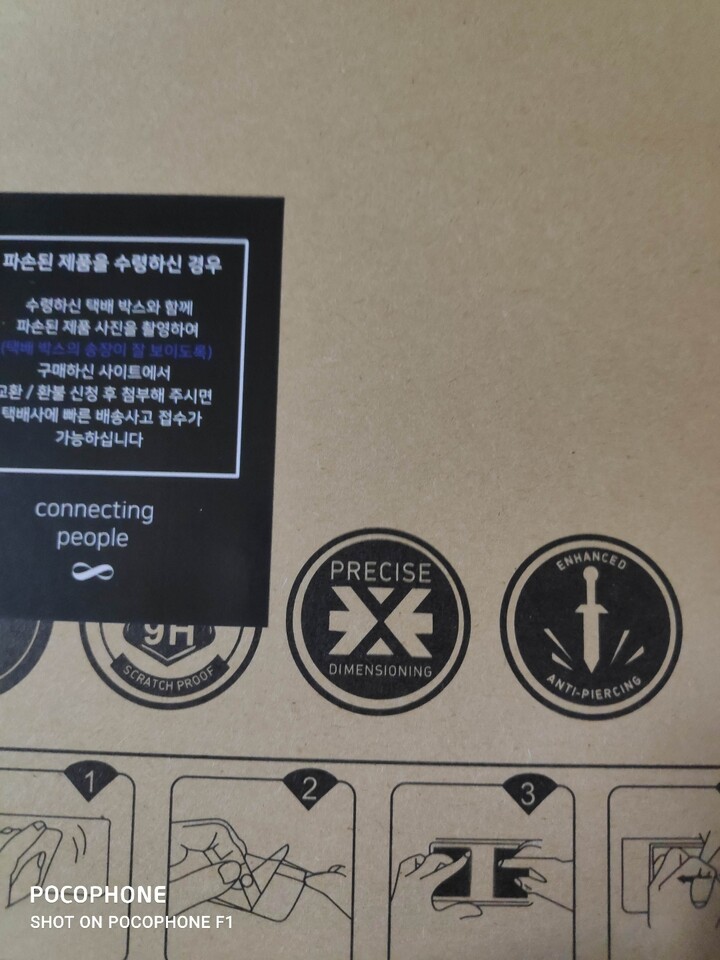 파손된 제품을 수령하신 경우
수령하신 택배 박스와 함께
파손된 제품 사진을 촬영하여
(택배 박스의 송장이 잘 보이도록)
구매하신 사이트에서
교환 / 환불 신청 후 첨부해 주시면
택배사에 빠른 배송사고 접수가
가능하십니다
connecting
people
9H
SCRATCH PROOF
PRECISE
DIMENSIONING
ENHANCED
ANTI-PIERCING
1
2
3
POCOPHONE
SHOT ON POCOPHONE F1